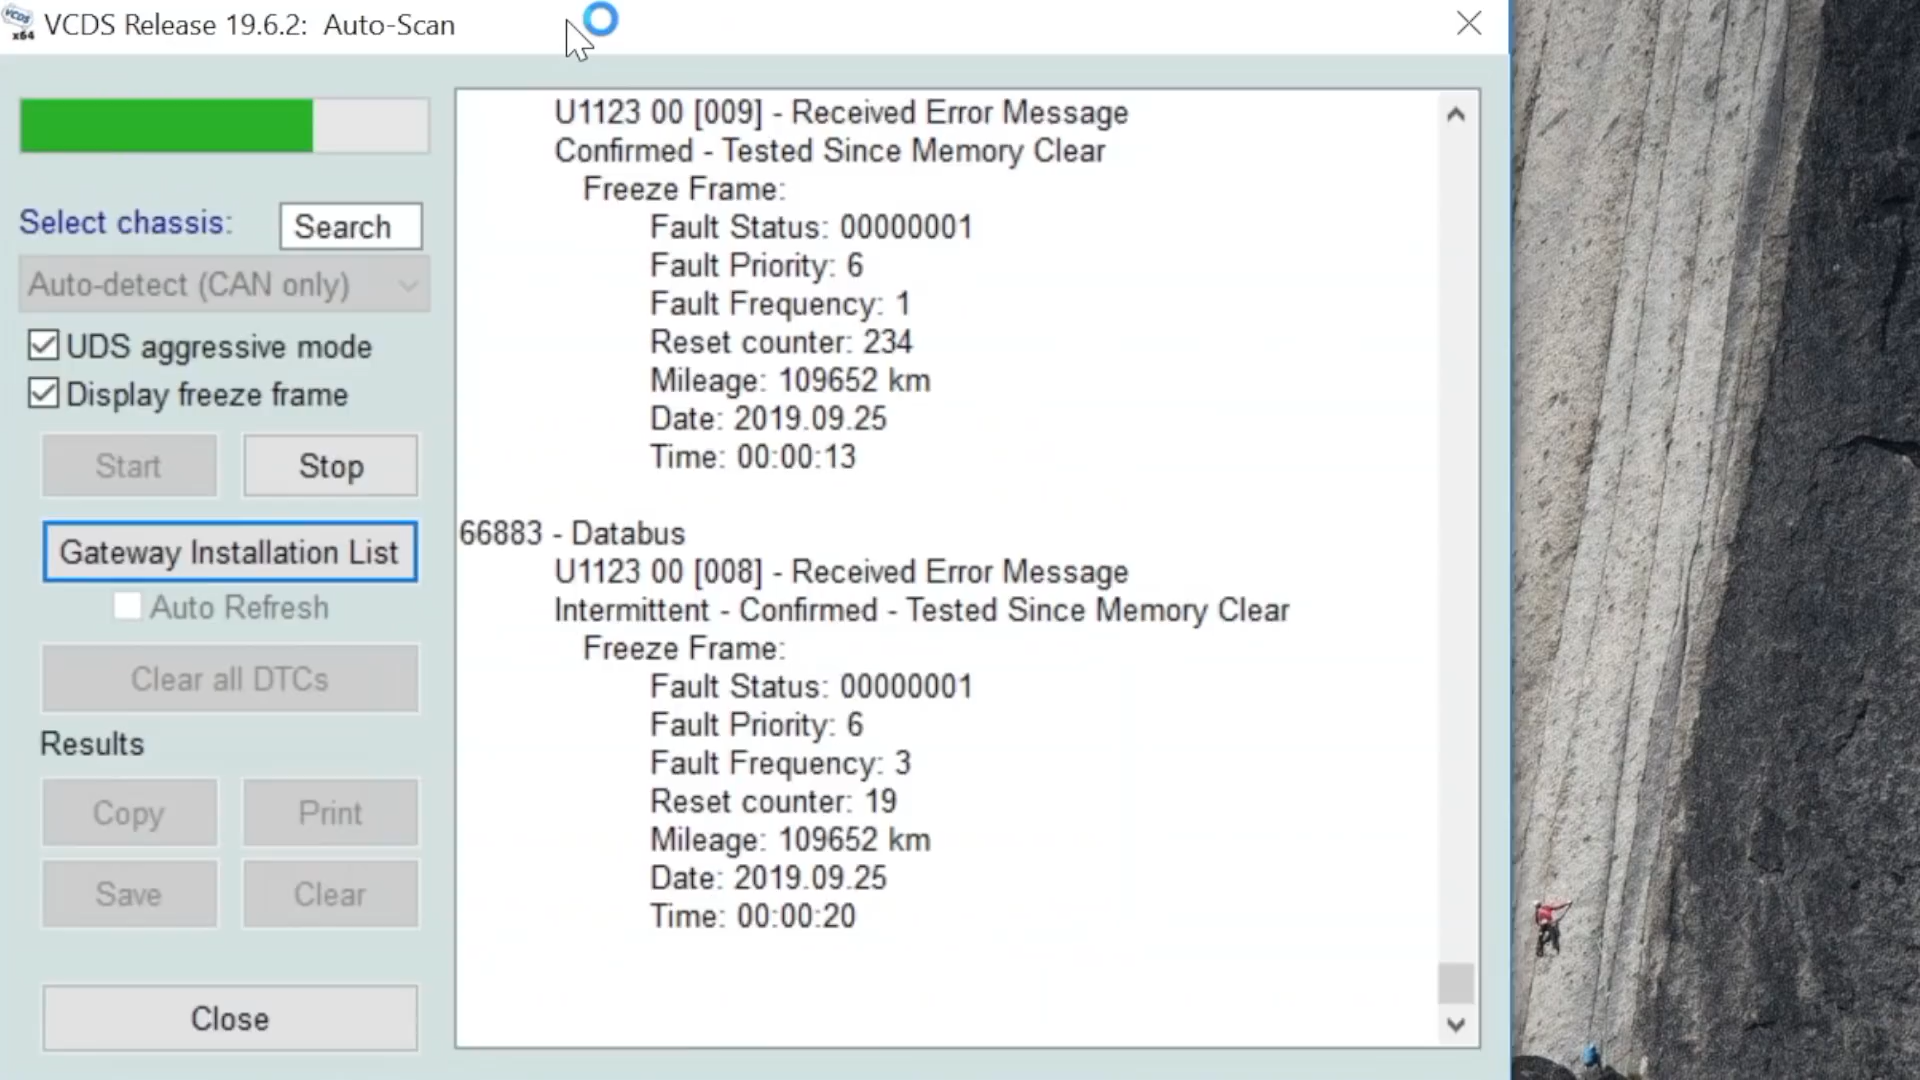 VCDS
x64
VCDS Release 19.6.2: Auto-Scan
Select chassis:
Search
Auto-detect (CAN only)
UDS aggressive mode
Display freeze frame
Start
Stop
Gateway Installation List
Auto Refresh
Clear all DTCs
Results
Copy
Print
Save
Clear
Close
U1123 00 [009] - Received Error Message
Confirmed - Tested Since Memory Clear
Freeze Frame:
Fault Status: 00000001
Fault Priority: 6
Fault Frequency: 1
Reset counter: 234
Mileage: 109652 km
Date: 2019.09.25
Time: 00:00:13
66883 - Databus
U1123 00 [008] - Received Error Message
Intermittent - Confirmed - Tested Since Memory Clear
Freeze Frame:
Fault Status: 00000001
Fault Priority: 6
Fault Frequency: 3
Reset counter: 19
Mileage: 109652 km
Date: 2019.09.25
Time: 00:00:20